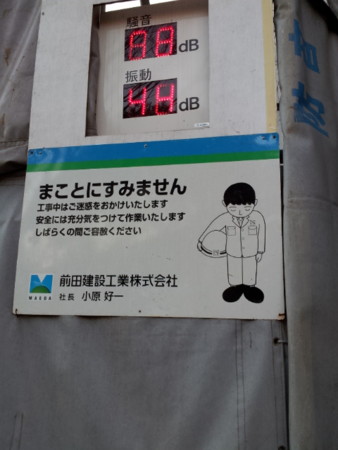 騒音
dB
振動
44 dB
まことにすみません
工事中はご迷惑をおかけいたします
安全には充分気をつけて作業いたします
しばらくの間ご容赦ください
MAEDA
前田建設工業株式会社
社長 小原 好一